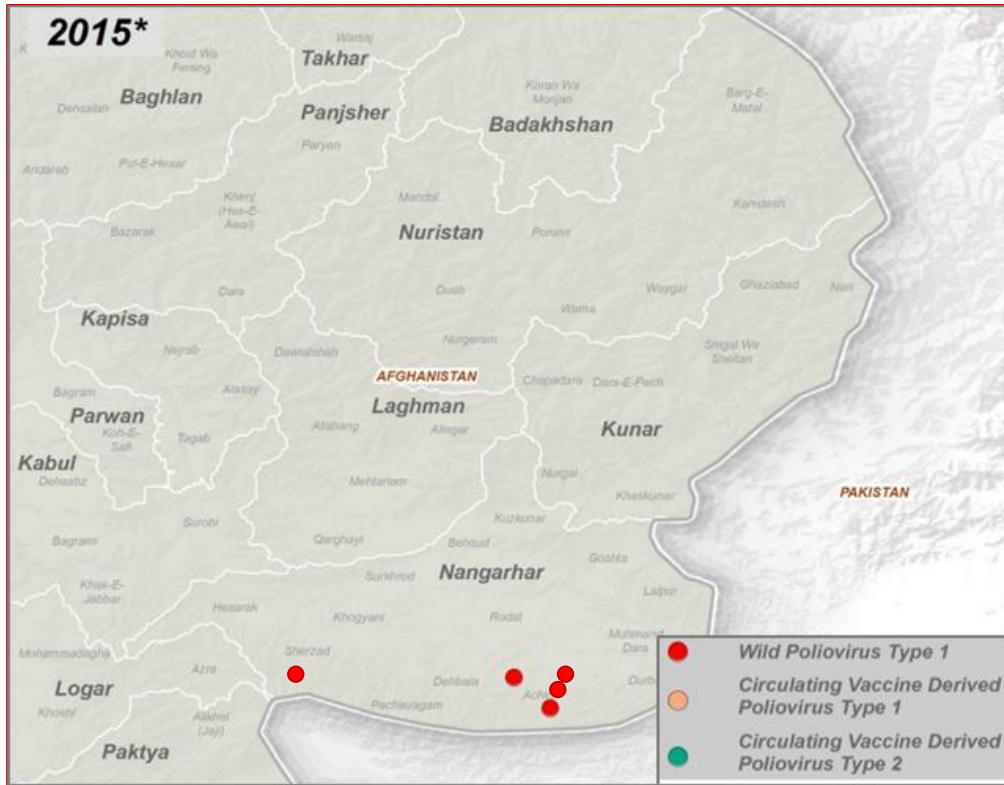 2015*
Warsaj
Takhar
Khost Wa
Fereng
Baghlan
Koran Wa
Monjan
Barg-E-
Matal
Dehsalah
Panjsher
Badakhshan
Paryan
Pul-E-Hesar
Andarab
Khenj
(Hes-E-
Awal)
Mandol
Kamdesh
Bazarak
Nuristan
Poruns
Dara
Duab
Waygal
Ghaziabad
Nari
Wama
Kapisa
Nejrab
Dawlatshah
Nurgeram
Shigal Wa
Sheltan
AFGHANISTAN
Chapadara
Dara-E-Pech
Bagram
Alasay
Laghman
Parwan
Koh-E-
Safi
Tagab
Alishang
Alingar
Kunar
Kabul
Dehsabz
Mehtarlam
Nurgal
Khaskunar
PAKISTAN
Surobi
Kuzkunar
Bagrami
Qarghayi
Behsud
Goshta
Nangarhar
Khak-E-
Jabbar
Surkhrod
Lalpur
Hesarak
Khogyani
Rodat
Mohammadagha
Sherzad
Muhmand
Dara
Azra
Logar
Dehbala
Achin
Khoshi
Pachieragam
Alikhel
(Jaji)
Paktya
Wild Poliovirus Type 1
Circulating Vaccine Derived
Poliovirus Type 1
Circulating Vaccine Derived
Poliovirus Type 2